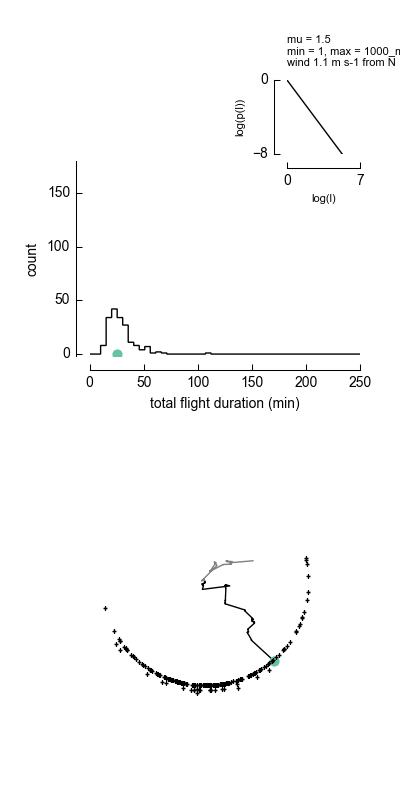 mu = 1.5
min = 1, max = 1000_m
wind 1.1 m s-1 from N
0
log(p(l))
−8
0
7
log(l)
150
100
50
0
count
0
50
100
150
200
250
total flight duration (min)